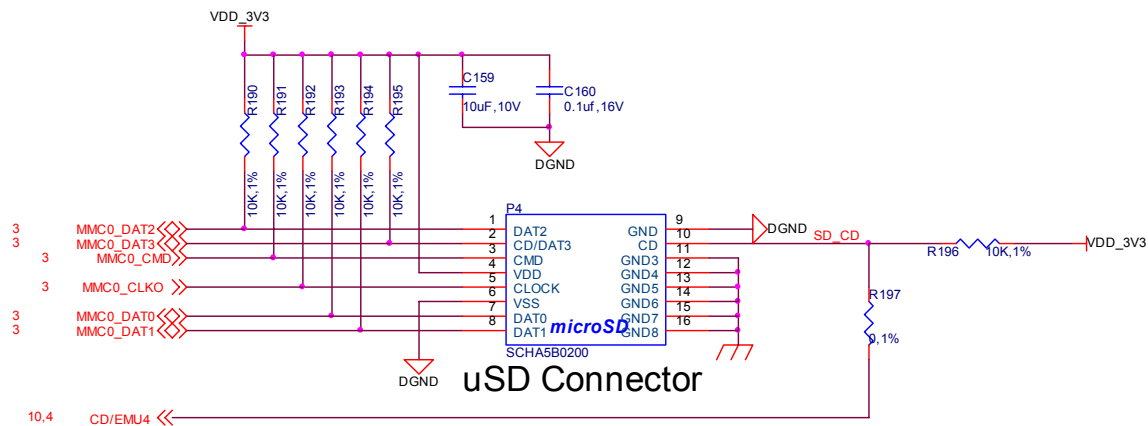 VDD_3V3
R190
R191
R192
R193
R194
R195
10K,1%
10K,1%
10K,1%
10K,1%
10K,1%
10K,1%
C159
10uF,10V
C160
0.1uf,16V
DGND
P4
3 MMC0_DAT2 1 DAT2 GND 9 DGND
3 MMC0_DAT3 2 CD/DAT3 CD 10 SD_CD
3 MMC0_CMD 3 CMD GND3 11
4 VDD GND4 12
3 MMC0_CLKO 5 CLOCK GND5 13
6 VSS GND6 14
3 MMC0_DAT0 7 DAT0 GND7 15
3 MMC0_DAT1 8 DAT1 GND8 16
microSD
SCHA5B0200
R196 10K,1% VDD_3V3
R197
0,1%
DGND
uSD Connector
10,4 CD/EMU4